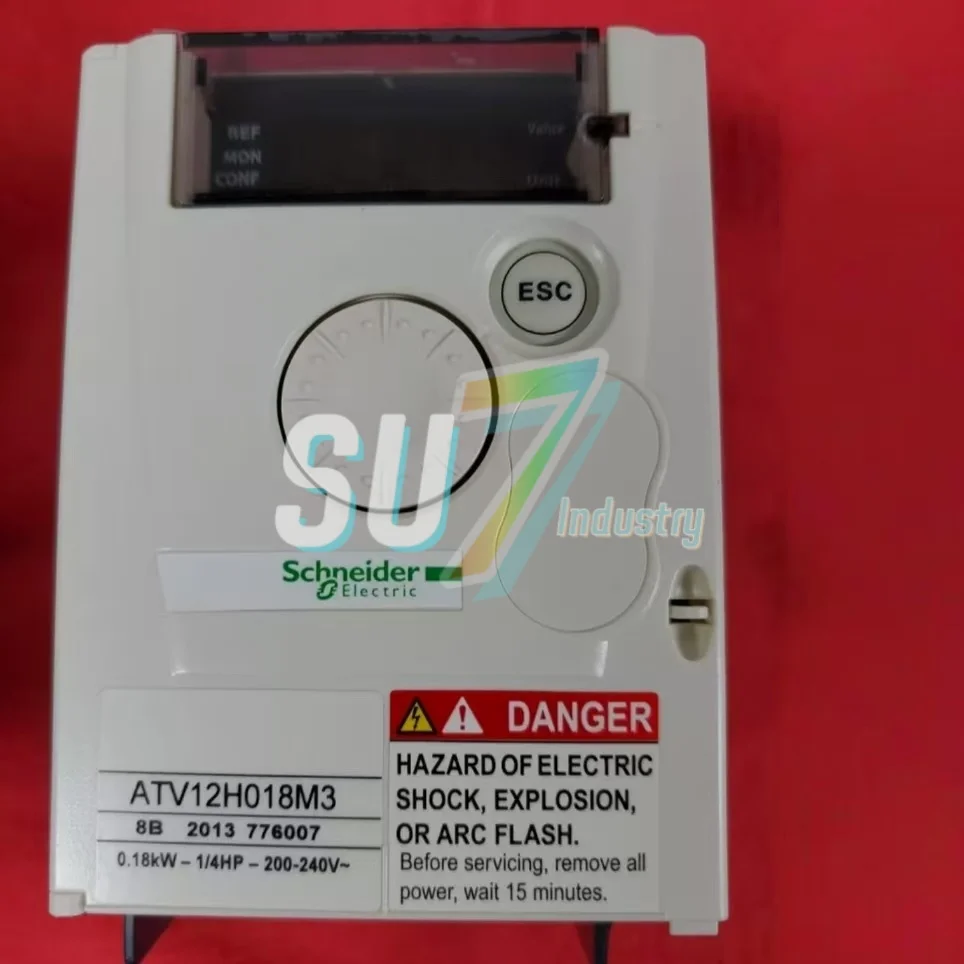 REF
MON
CONF
Value
Unit
ESC
SU7
Industry
Schneider
Electric
DANGER
ATV12H018M3
8B 2013 776007
0.18kW – 1/4HP – 200-240V~
HAZARD OF ELECTRIC
SHOCK, EXPLOSION,
OR ARC FLASH.
Before servicing, remove all
power, wait 15 minutes.